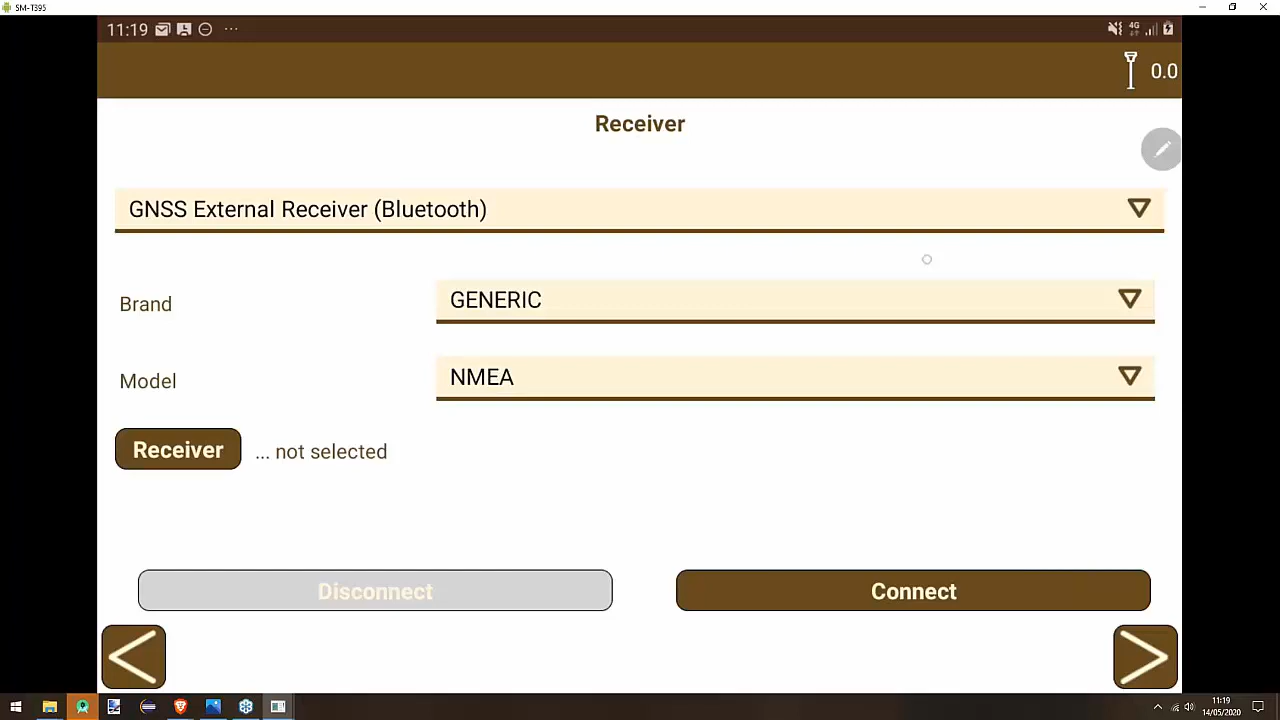 SM-T395
11:19
4G
0.0
Receiver
GNSS External Receiver (Bluetooth)
Brand
GENERIC
Model
NMEA
Receiver
... not selected
Disconnect
Connect
11:19
14/05/2020